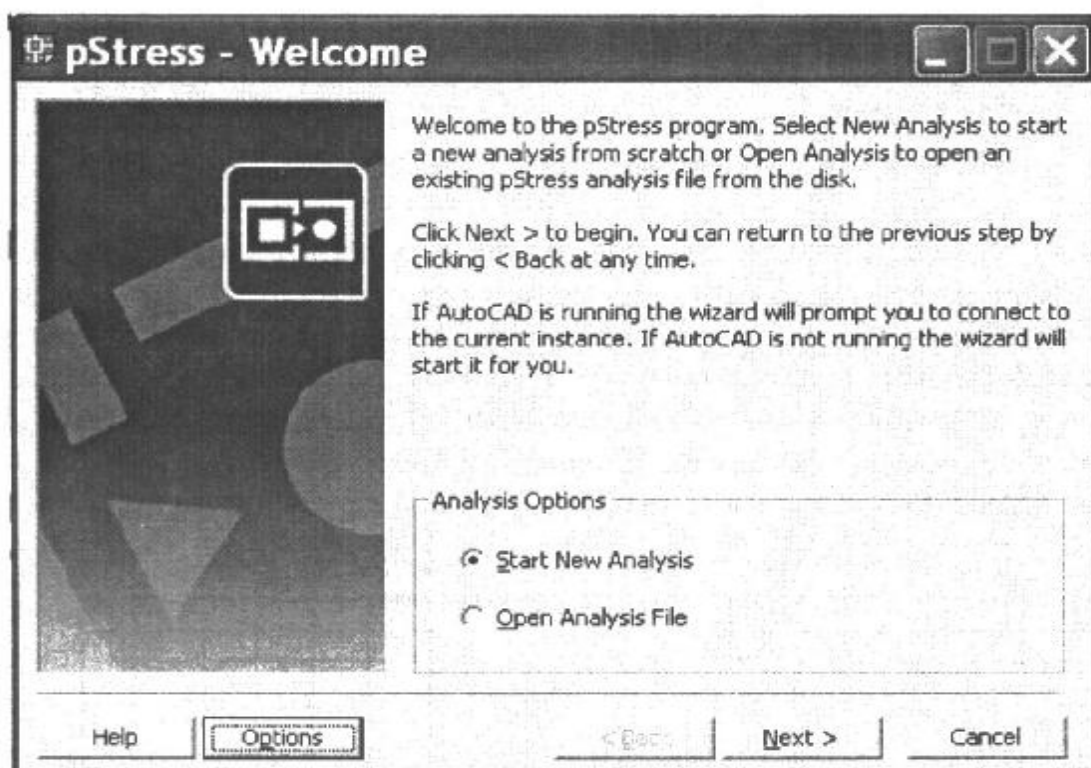 pStress - Welcome
Welcome to the pStress program. Select New Analysis to start
a new analysis from scratch or Open Analysis to open an
existing pStress analysis file from the disk.
Click Next > to begin. You can return to the previous step by
clicking < Back at any time.
If AutoCAD is running the wizard will prompt you to connect to
the current instance. If AutoCAD is not running the wizard will
start it for you.
Analysis Options
Start New Analysis
Open Analysis File
Help Options < Back Next > Cancel